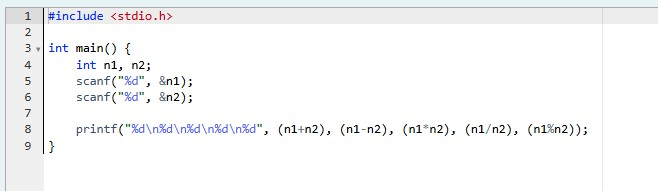 1 #include <stdio.h>
2
3 int main() {
4 int n1, n2;
5 scanf("%d", &n1);
6 scanf("%d", &n2);
7
8 printf("%d\n%d\n%d\n%d\n%d", (n1+n2), (n1-n2), (n1*n2), (n1/n2), (n1%n2));
9 }